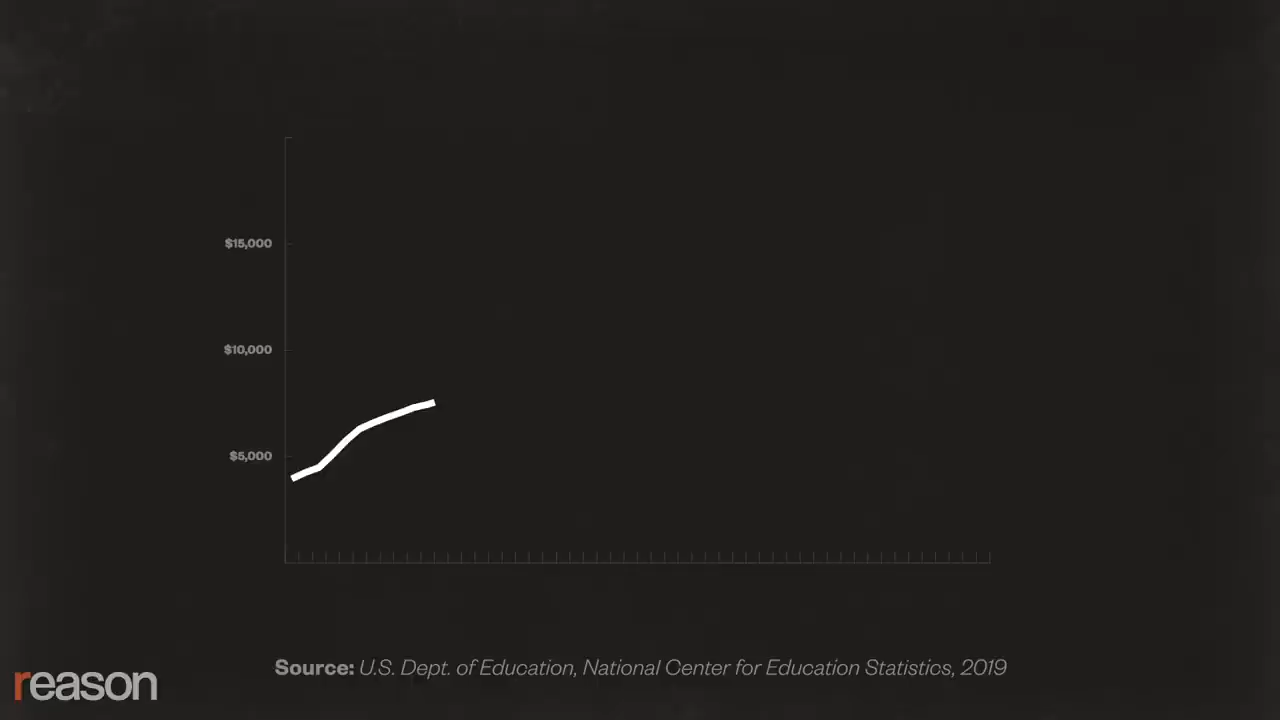 $15,000
$10,000
$5,000
Source: U.S. Dept. of Education, National Center for Education Statistics, 2019
reason